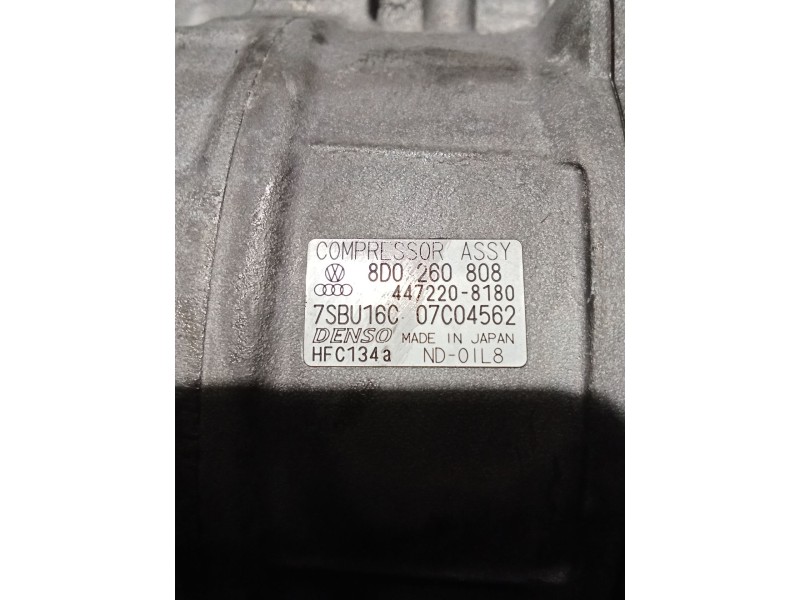 COMPRESSOR ASSY
8D0 260 808
447220-8180
7SBU16C 07C04562
DENSO MADE IN JAPAN
HFC134a ND-OIL8